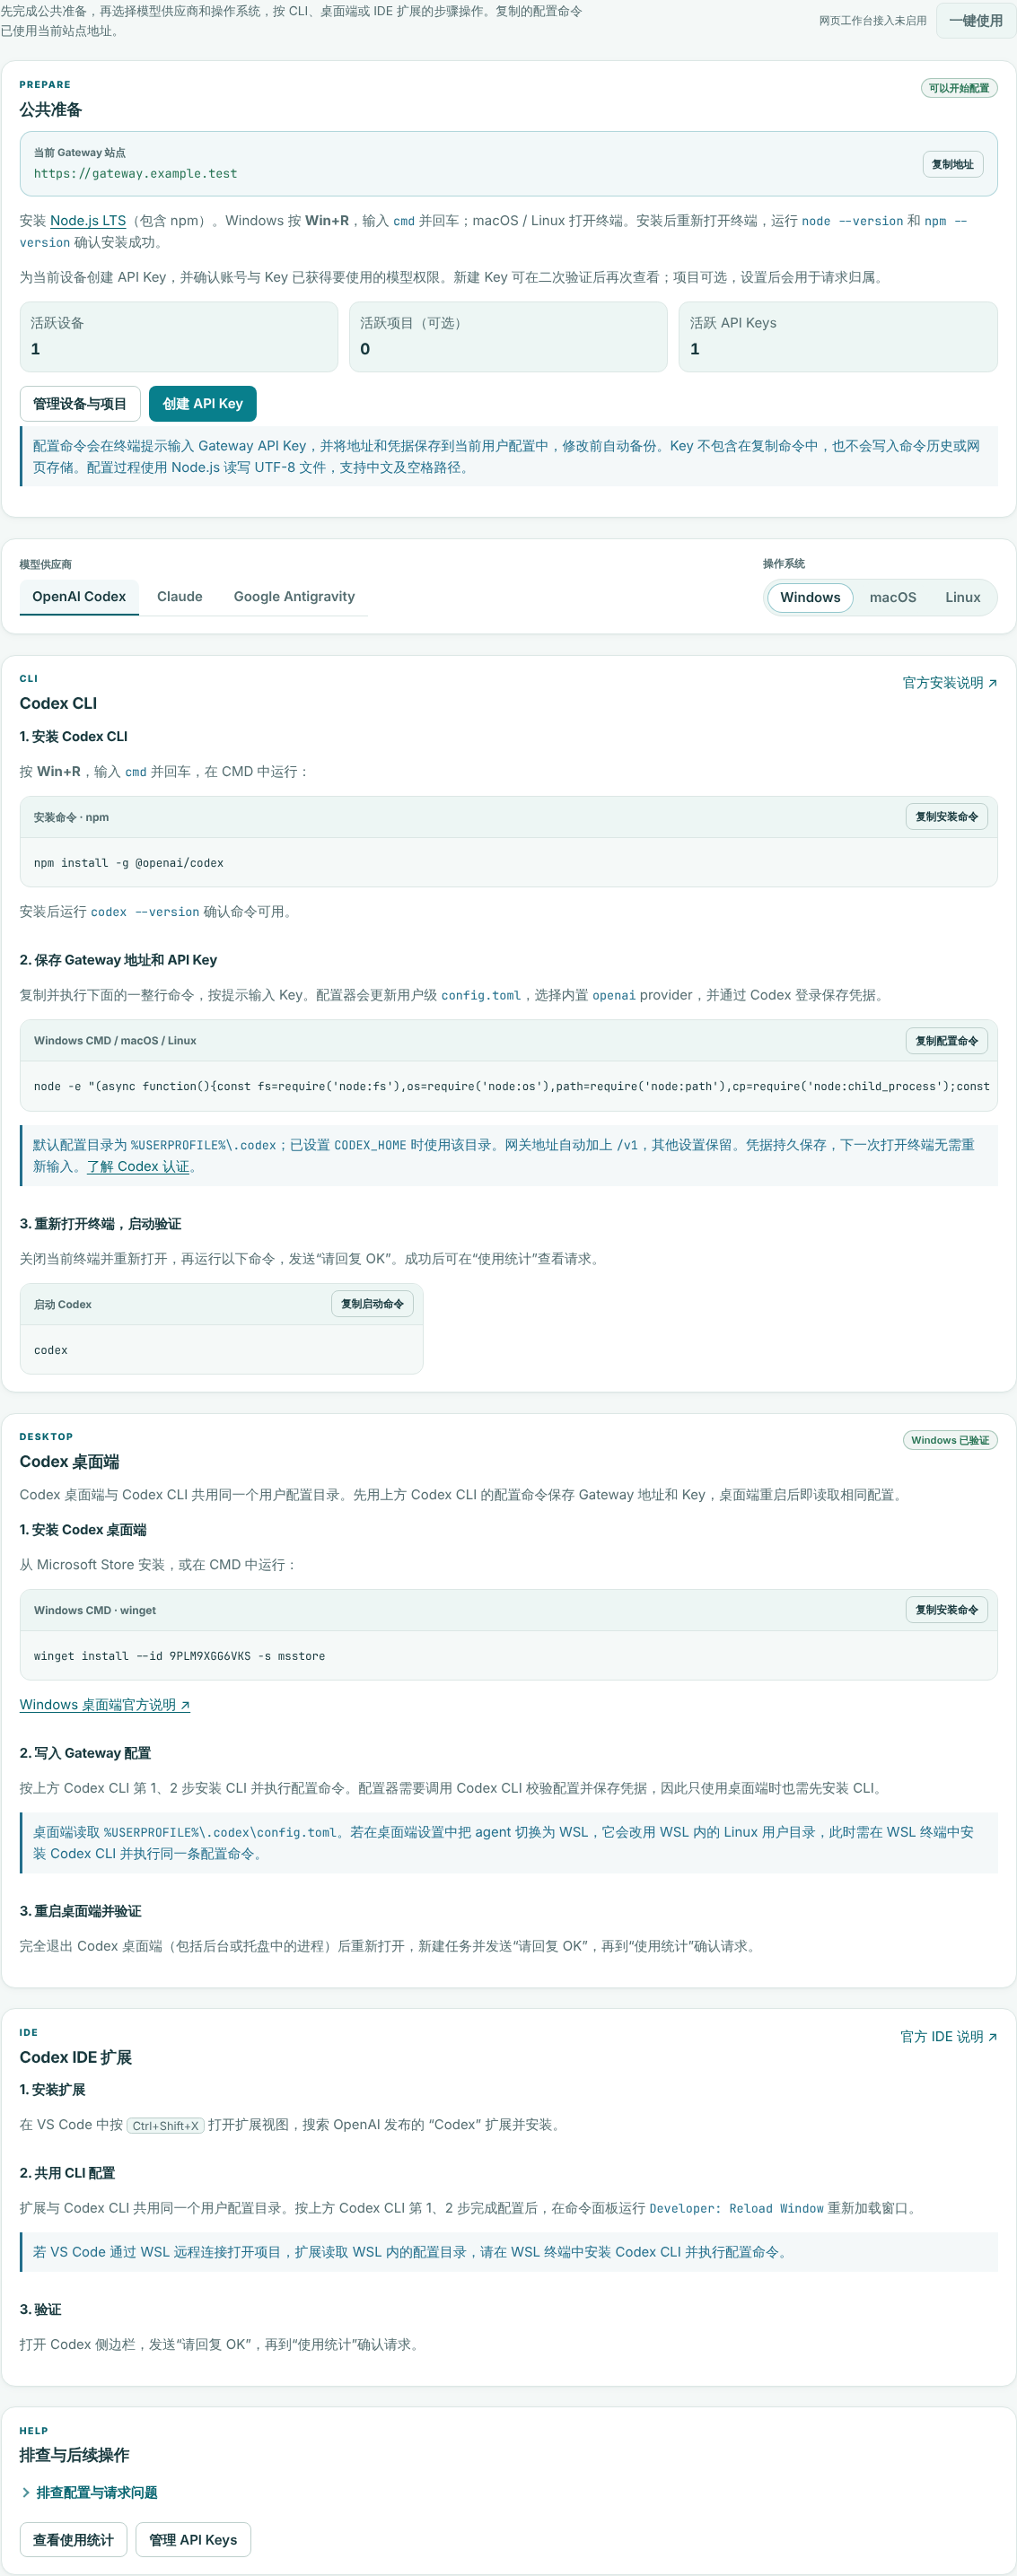 先完成公共准备，再选择模型供应商和操作系统，按 CLI、桌面端或 IDE 扩展的步骤操作。复制的配置命令
已使用当前站点地址。
网页工作台接入未启用
一键使用
PREPARE
可以开始配置
公共准备
当前 Gateway 站点
https://gateway.example.test
复制地址
安装 Node.js LTS（包含 npm）。Windows 按 Win+R，输入 cmd 并回车；macOS / Linux 打开终端。安装后重新打开终端，运行 node --version 和 npm --
version 确认安装成功。
为当前设备创建 API Key，并确认账号与 Key 已获得要使用的模型权限。新建 Key 可在二次验证后再次查看；项目可选，设置后会用于请求归属。
活跃设备
1
活跃项目（可选）
0
活跃 API Keys
1
管理设备与项目
创建 API Key
配置命令会在终端提示输入 Gateway API Key，并将地址和凭据保存到当前用户配置中，修改前自动备份。Key 不包含在复制命令中，也不会写入命令历史或网
页存储。配置过程使用 Node.js 读写 UTF-8 文件，支持中文及空格路径。
模型供应商
OpenAI Codex
Claude
Google Antigravity
操作系统
Windows
macOS
Linux
CLI
官方安装说明 ↗
Codex CLI
1. 安装 Codex CLI
按 Win+R，输入 cmd 并回车，在 CMD 中运行：
安装命令 · npm
复制安装命令
npm install -g @openai/codex
安装后运行 codex --version 确认命令可用。
2. 保存 Gateway 地址和 API Key
复制并执行下面的一整行命令，按提示输入 Key。配置器会更新用户级 config.toml，选择内置 openai provider，并通过 Codex 登录保存凭据。
Windows CMD / macOS / Linux
复制配置命令
node -e "(async function(){const fs=require('node:fs'),os=require('node:os'),path=require('node:path'),cp=require('node:child_process');const
默认配置目录为 %USERPROFILE%\.codex；已设置 CODEX_HOME 时使用该目录。网关地址自动加上 /v1，其他设置保留。凭据持久保存，下一次打开终端无需重
新输入。了解 Codex 认证。
3. 重新打开终端，启动验证
关闭当前终端并重新打开，再运行以下命令，发送“请回复 OK”。成功后可在“使用统计”查看请求。
启动 Codex
复制启动命令
codex
DESKTOP
Windows 已验证
Codex 桌面端
Codex 桌面端与 Codex CLI 共用同一个用户配置目录。先用上方 Codex CLI 的配置命令保存 Gateway 地址和 Key，桌面端重启后即读取相同配置。
1. 安装 Codex 桌面端
从 Microsoft Store 安装，或在 CMD 中运行：
Windows CMD · winget
复制安装命令
winget install --id 9PLM9XGG6VKS -s msstore
Windows 桌面端官方说明 ↗
2. 写入 Gateway 配置
按上方 Codex CLI 第 1、2 步安装 CLI 并执行配置命令。配置器需要调用 Codex CLI 校验配置并保存凭据，因此只使用桌面端时也需先安装 CLI。
桌面端读取 %USERPROFILE%\.codex\config.toml。若在桌面端设置中把 agent 切换为 WSL，它会改用 WSL 内的 Linux 用户目录，此时需在 WSL 终端中安
装 Codex CLI 并执行同一条配置命令。
3. 重启桌面端并验证
完全退出 Codex 桌面端（包括后台或托盘中的进程）后重新打开，新建任务并发送“请回复 OK”，再到“使用统计”确认请求。
IDE
官方 IDE 说明 ↗
Codex IDE 扩展
1. 安装扩展
在 VS Code 中按 Ctrl+Shift+X 打开扩展视图，搜索 OpenAI 发布的 “Codex” 扩展并安装。
2. 共用 CLI 配置
扩展与 Codex CLI 共用同一个用户配置目录。按上方 Codex CLI 第 1、2 步完成配置后，在命令面板运行 Developer: Reload Window 重新加载窗口。
若 VS Code 通过 WSL 远程连接打开项目，扩展读取 WSL 内的配置目录，请在 WSL 终端中安装 Codex CLI 并执行配置命令。
3. 验证
打开 Codex 侧边栏，发送“请回复 OK”，再到“使用统计”确认请求。
HELP
排查与后续操作
排查配置与请求问题
查看使用统计
管理 API Keys